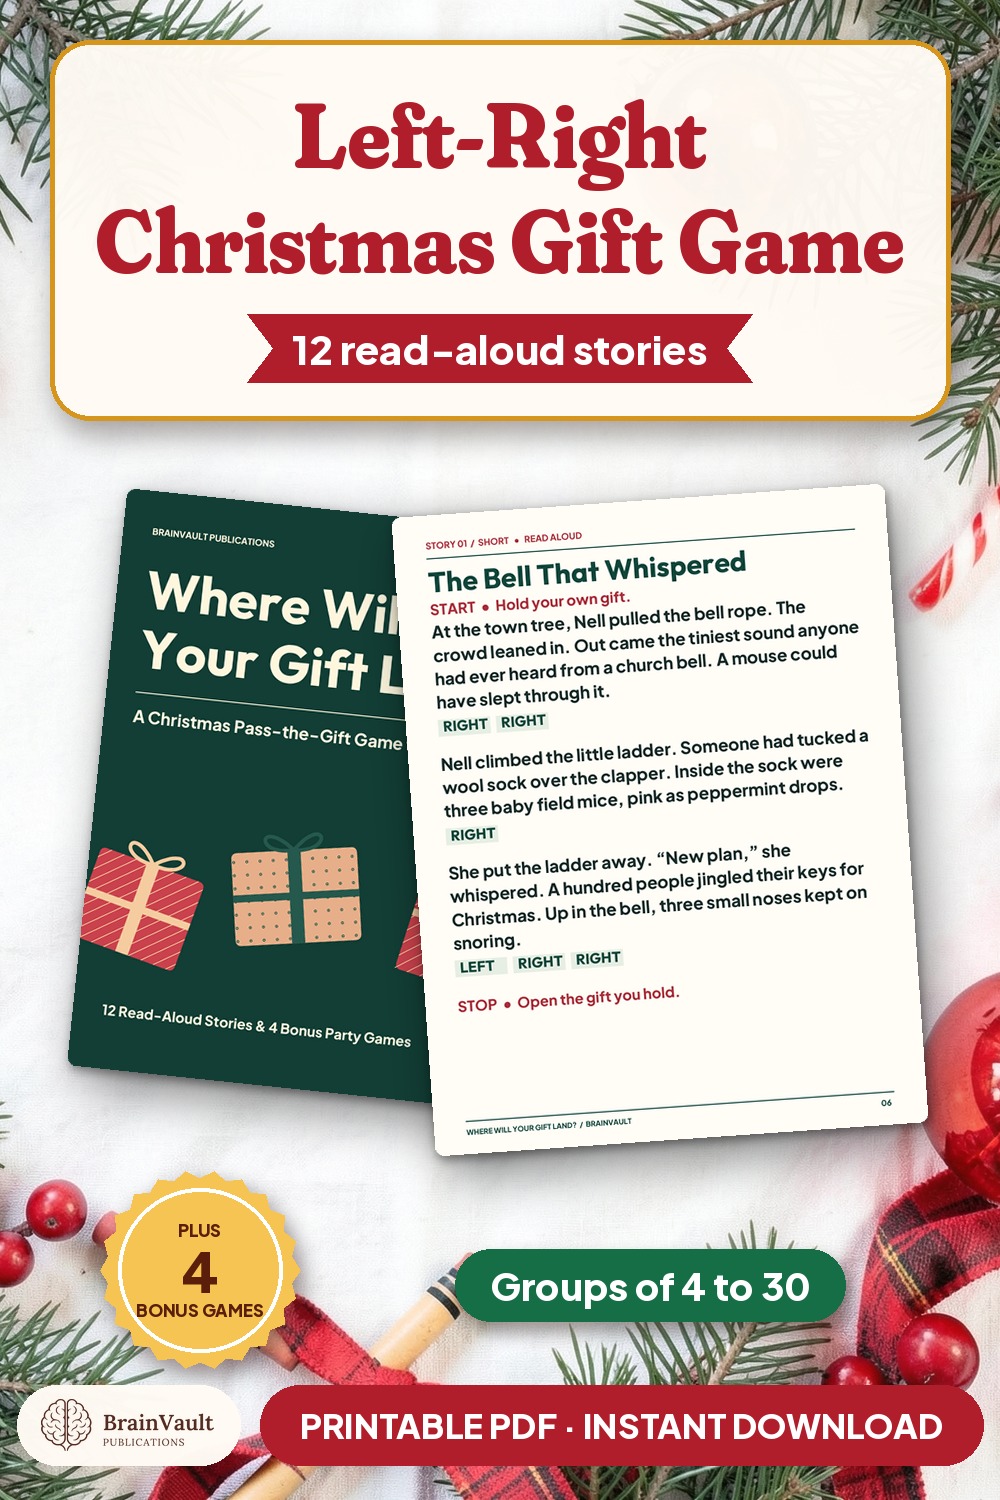 Left-Right
Christmas Gift Game
12 read-aloud stories
BRAINVAULT PUBLICATIONS
Where Wil
Your Gift L
A Christmas Pass-the-Gift Game
12 Read-Aloud Stories & 4 Bonus Party Games
STORY 01 / SHORT • READ ALOUD
The Bell That Whispered
START • Hold your own gift.
At the town tree, Nell pulled the bell rope. The
crowd leaned in. Out came the tiniest sound anyone
had ever heard from a church bell. A mouse could
have slept through it.
RIGHT RIGHT
Nell climbed the little ladder. Someone had tucked a
wool sock over the clapper. Inside the sock were
three baby field mice, pink as peppermint drops.
RIGHT
She put the ladder away. “New plan,” she
whispered. A hundred people jingled their keys for
Christmas. Up in the bell, three small noses kept on
snoring.
LEFT RIGHT RIGHT
STOP • Open the gift you hold.
WHERE WILL YOUR GIFT LAND? / BRAINVAULT
06
PLUS
4
BONUS GAMES
Groups of 4 to 30
BrainVault
PUBLICATIONS
PRINTABLE PDF · INSTANT DOWNLOAD